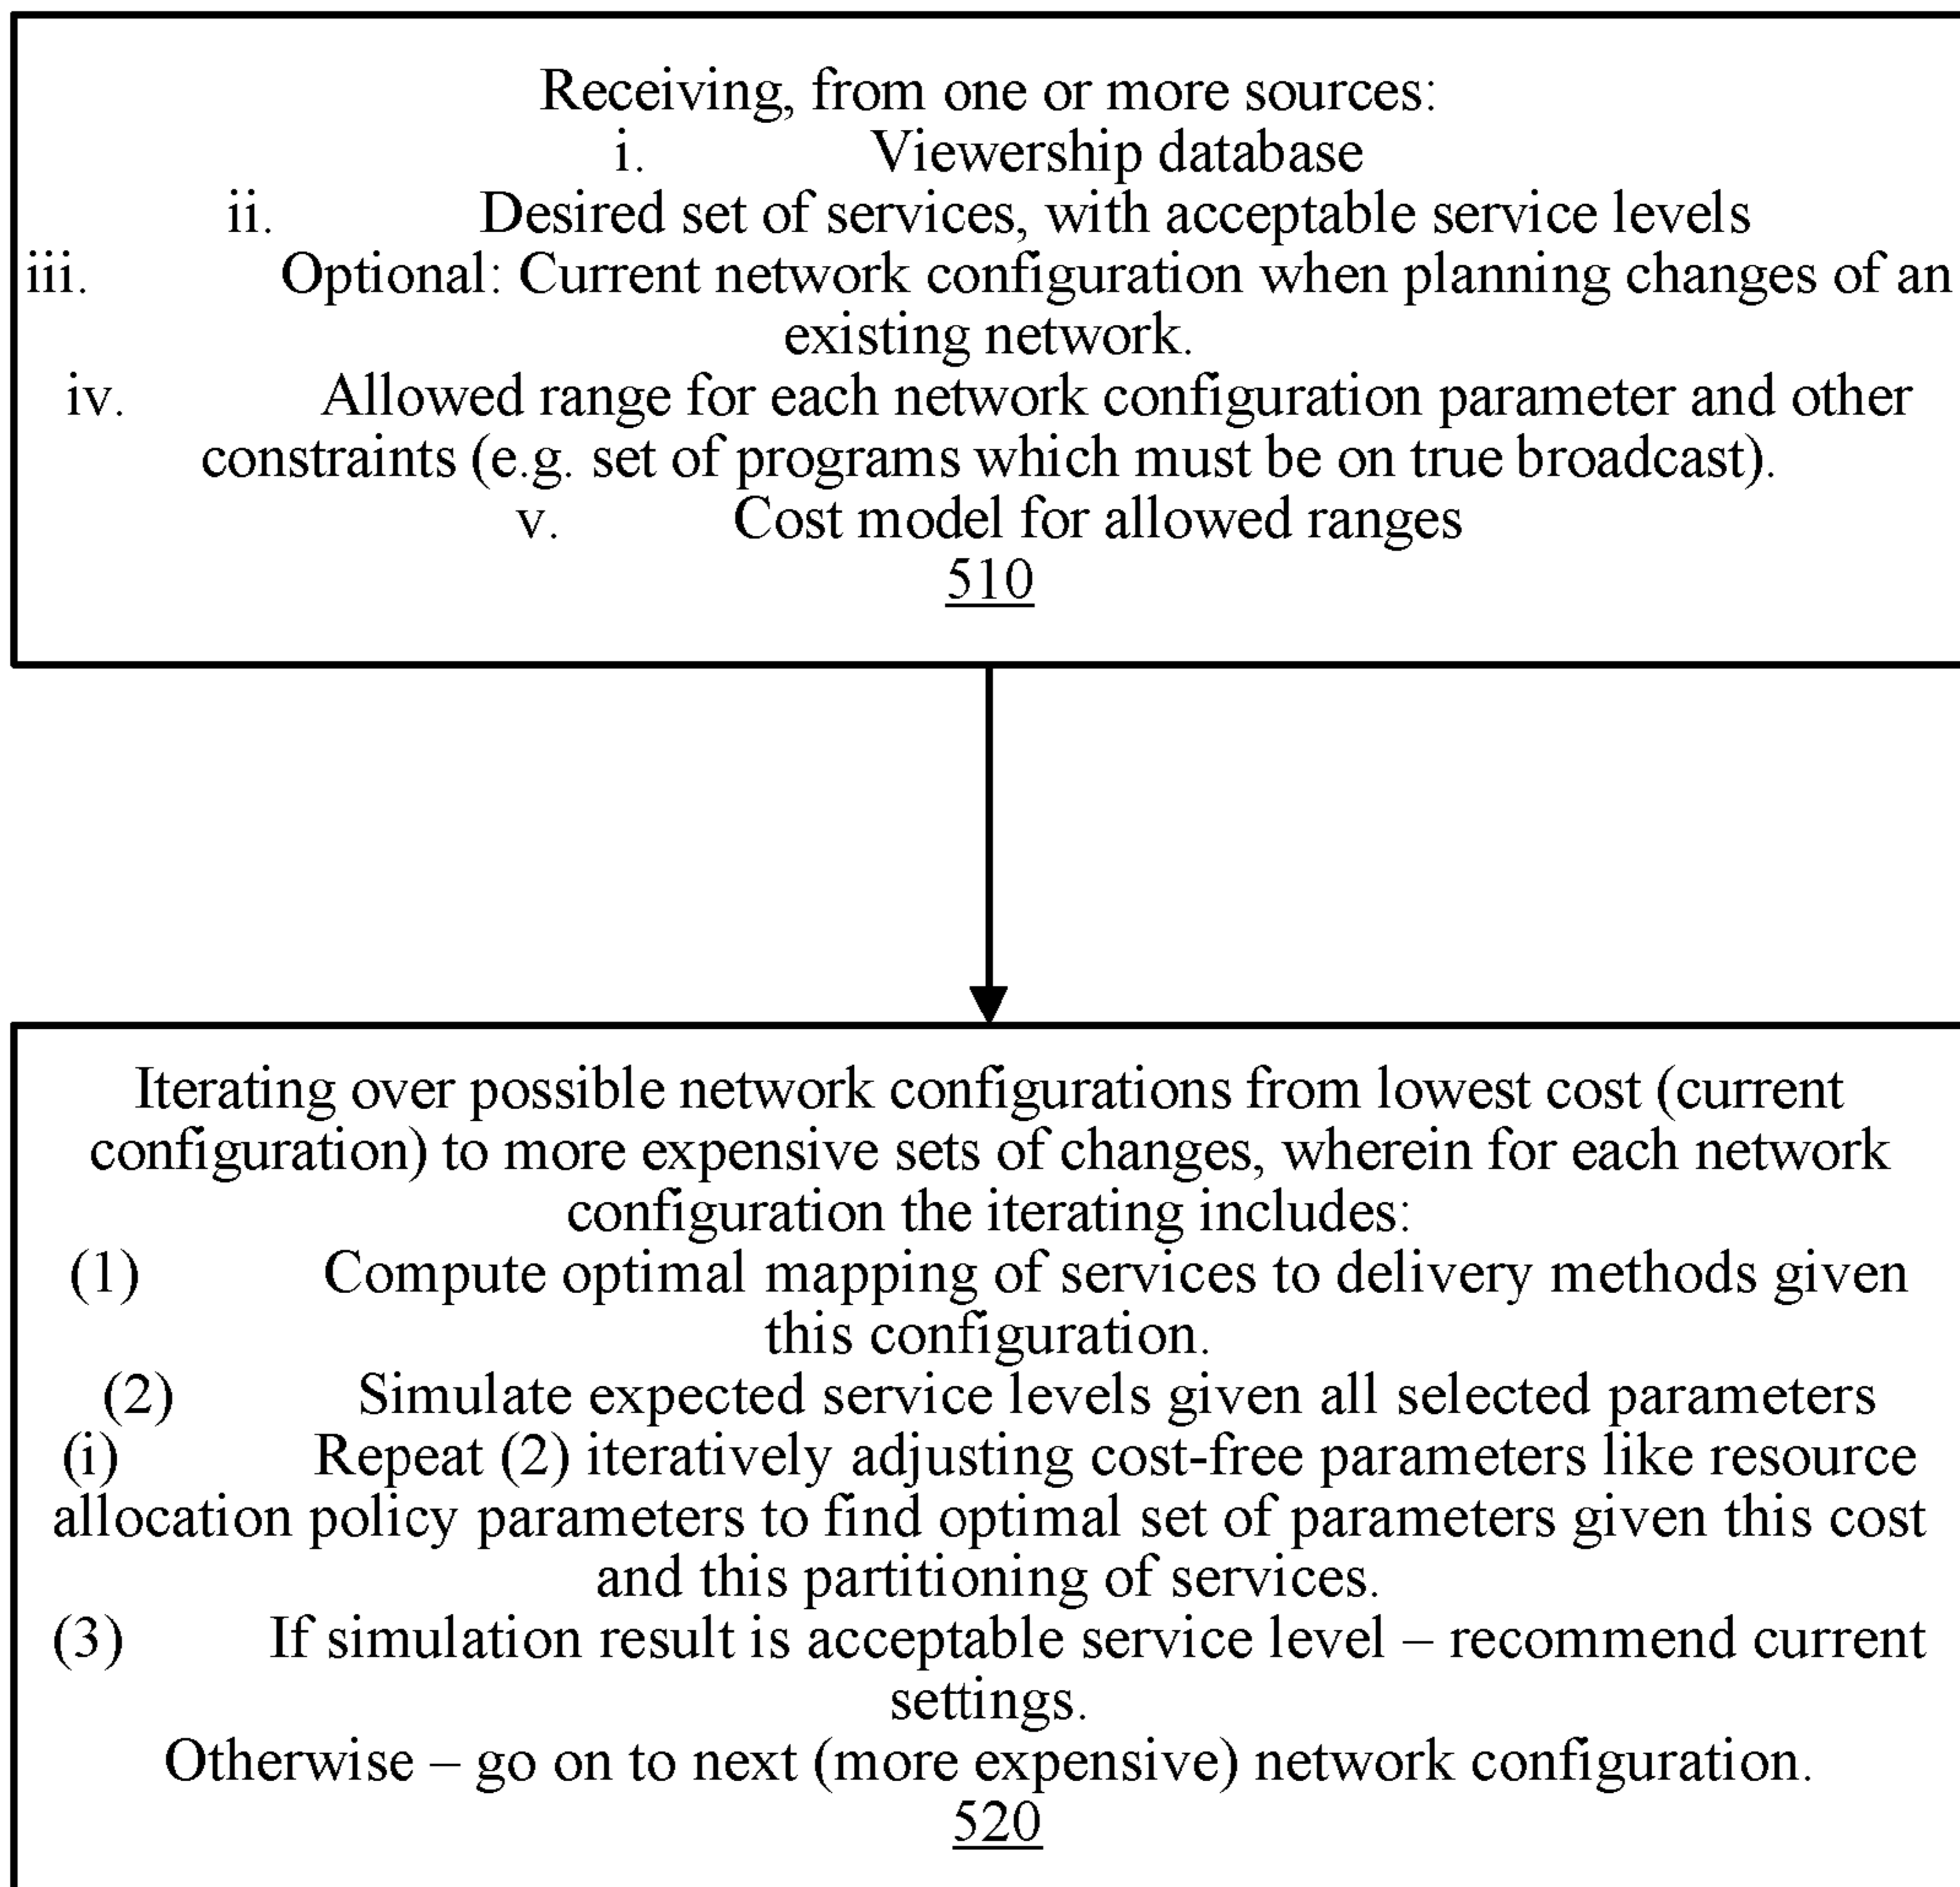 Receiving, from one or more sources:
i. Viewership database
ii. Desired set of services, with acceptable service levels
iii. Optional: Current network configuration when planning changes of an
existing network.
iv. Allowed range for each network configuration parameter and other
constraints (e.g. set of programs which must be on true broadcast).
v. Cost model for allowed ranges
510
Iterating over possible network configurations from lowest cost (current
configuration) to more expensive sets of changes, wherein for each network
configuration the iterating includes:
(1) Compute optimal mapping of services to delivery methods given
this configuration.
(2) Simulate expected service levels given all selected parameters
(i) Repeat (2) iteratively adjusting cost-free parameters like resource
allocation policy parameters to find optimal set of parameters given this cost
and this partitioning of services.
(3) If simulation result is acceptable service level – recommend current
settings.
Otherwise – go on to next (more expensive) network configuration.
520